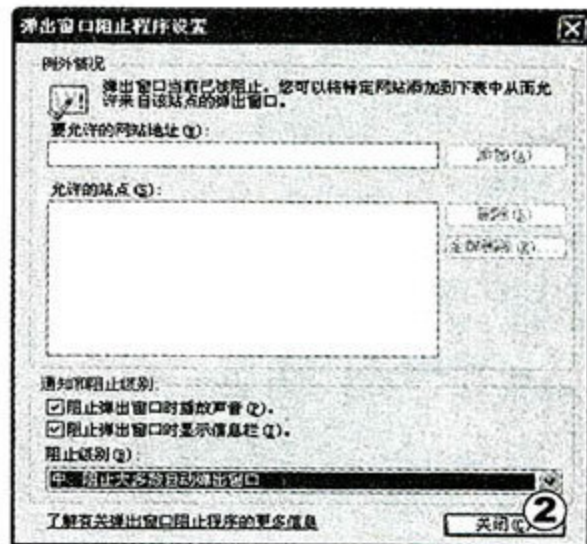 弹出窗口阻止程序设置
例外情况
弹出窗口当前已被阻止。您可以将特定网站添加到下表中从而允
许来自该站点的弹出窗口。
要允许的网站地址(W):
添加(A)
允许的站点(S):
删除(R)
全部删除(E)...
通知和阻止级别:
阻止弹出窗口时播放声音(P)。
阻止弹出窗口时显示信息栏(I)。
阻止级别(B):
中: 阻止大多数自动弹出窗口
了解有关弹出窗口阻止程序的更多信息
关闭(C)
②